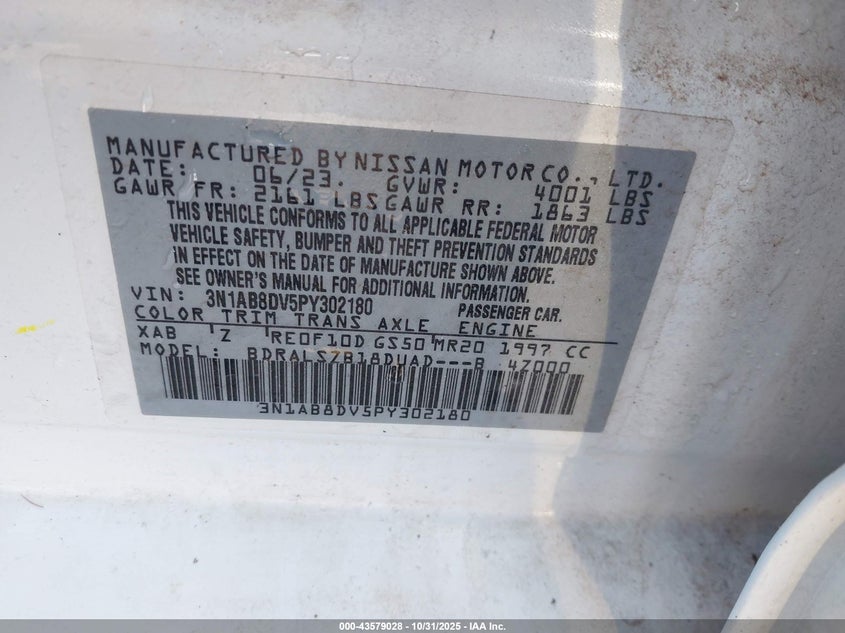 MANUFACTURED BY NISSAN MOTOR CO., LTD.
DATE: 06/23. GVWR: 4001 LBS
GAWR FR: 2161 LBS GAWR RR: 1863 LBS
THIS VEHICLE CONFORMS TO ALL APPLICABLE FEDERAL MOTOR
VEHICLE SAFETY, BUMPER AND THEFT PREVENTION STANDARDS
IN EFFECT ON THE DATE OF MANUFACTURE SHOWN ABOVE.
SEE OWNER'S MANUAL FOR ADDITIONAL INFORMATION.
VIN: 3N1AB8DV5PY302180 PASSENGER CAR.
COLOR TRIM TRANS AXLE ENGINE
XAB Z RE0F10D GS50 MR20 1997 CC
MODEL: BDRALSZB18DUAD---B 4Z000
3N1AB8DV5PY302180
000-43579028 - 10/31/2025 - IAA Inc.